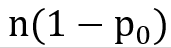 n(1 − p₀)